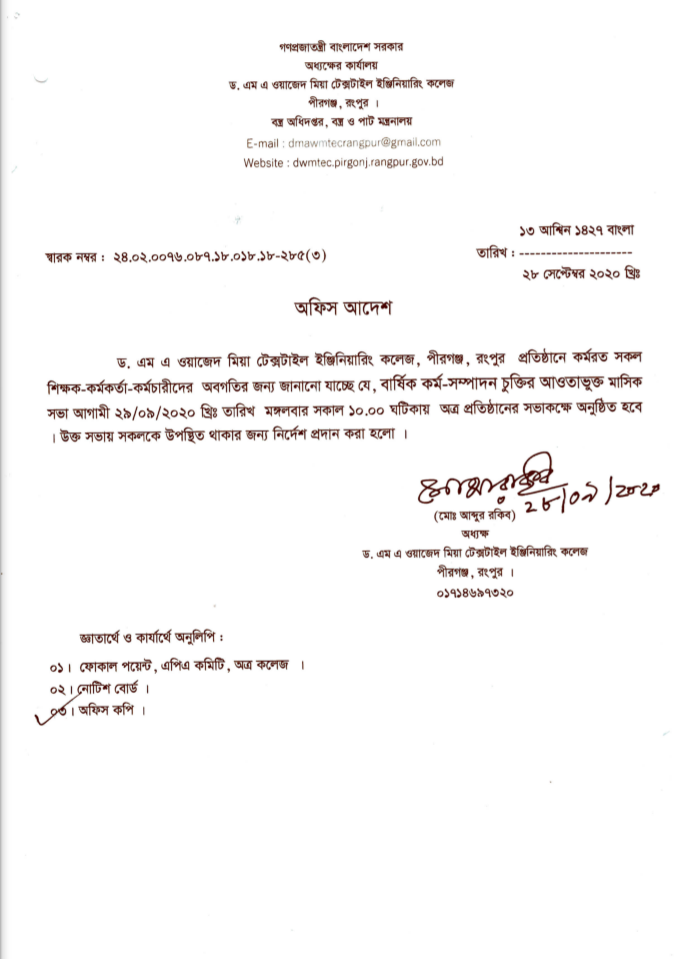 গণপ্রজাতন্ত্রী বাংলাদেশ সরকার
অধ্যক্ষের কার্যালয়
ড. এম এ ওয়াজেদ মিয়া টেক্সটাইল ইঞ্জিনিয়ারিং কলেজ
পীরগঞ্জ, রংপুর ।
বস্ত্র অধিদপ্তর, বস্ত্র ও পাট মন্ত্রনালয়
E-mail : dmawmtecrangpur@gmail.com
Website : dwmtec.pirgonj.rangpur.gov.bd
১৩ আশ্বিন ১৪২৭ বাংলা
স্বারক নম্বর : ২৪.০২.০০৭৬.০৮৭.১৮.০১৮.১৮-২৮৫(৩)
তারিখ : ---------------------
২৮ সেপ্টেম্বর ২০২০ খ্রিঃ
অফিস আদেশ
ড. এম এ ওয়াজেদ মিয়া টেক্সটাইল ইঞ্জিনিয়ারিং কলেজ, পীরগঞ্জ, রংপুর প্রতিষ্ঠানে কর্মরত সকল
শিক্ষক-কর্মকর্তা-কর্মচারীদের অবগতির জন্য জানানো যাচ্ছে যে, বার্ষিক কর্ম-সম্পাদন চুক্তির আওতাভুক্ত মাসিক
সভা আগামী ২৯/০৯/২০২০ খ্রিঃ তারিখ মঙ্গলবার সকাল ১০.০০ ঘটিকায় অত্র প্রতিষ্ঠানের সভাকক্ষে অনুষ্ঠিত হবে
। উক্ত সভায় সকলকে উপস্থিত থাকার জন্য নির্দেশ প্রদান করা হলো ।
২৮/০৯/২০২০
(মোঃ আব্দুর রকিব)
অধ্যক্ষ
ড. এম এ ওয়াজেদ মিয়া টেক্সটাইল ইঞ্জিনিয়ারিং কলেজ
পীরগঞ্জ, রংপুর ।
০১৭১৪৬৯৭৩২০
জ্ঞাতার্থে ও কার্যার্থে অনুলিপি :
০১। ফোকাল পয়েন্ট, এপিএ কমিটি, অত্র কলেজ ।
০২। নোটিশ বোর্ড ।
০৩। অফিস কপি ।